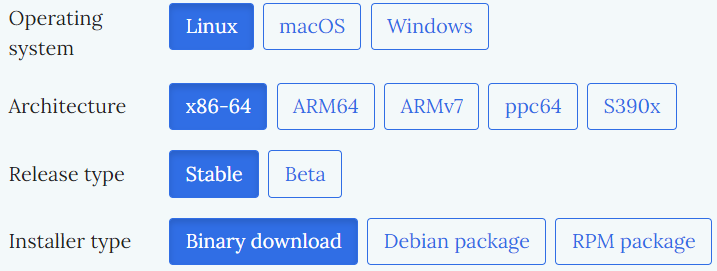 Operating system Linux macOS Windows
Architecture x86-64 ARM64 ARMv7 ppc64 S390x
Release type Stable Beta
Installer type Binary download Debian package RPM package